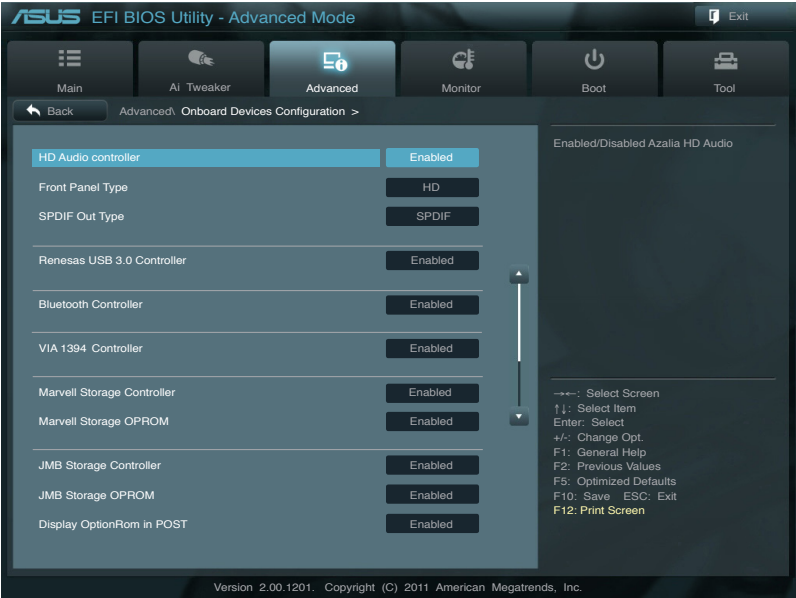 ASUS EFI BIOS Utility - Advanced Mode Exit
Main Ai Tweaker Advanced Monitor Boot Tool
Back Advanced\ Onboard Devices Configuration >
HD Audio controller Enabled
Front Panel Type HD
SPDIF Out Type SPDIF
Renesas USB 3.0 Controller Enabled
Bluetooth Controller Enabled
VIA 1394 Controller Enabled
Marvell Storage Controller Enabled
Marvell Storage OPROM Enabled
JMB Storage Controller Enabled
JMB Storage OPROM Enabled
Display OptionRom in POST Enabled
Enabled/Disabled Azalia HD Audio
→←: Select Screen
↑↓: Select Item
Enter: Select
+/-: Change Opt.
F1: General Help
F2: Previous Values
F5: Optimized Defaults
F10: Save ESC: Exit
F12: Print Screen
Version 2.00.1201. Copyright (C) 2011 American Megatrends, Inc.